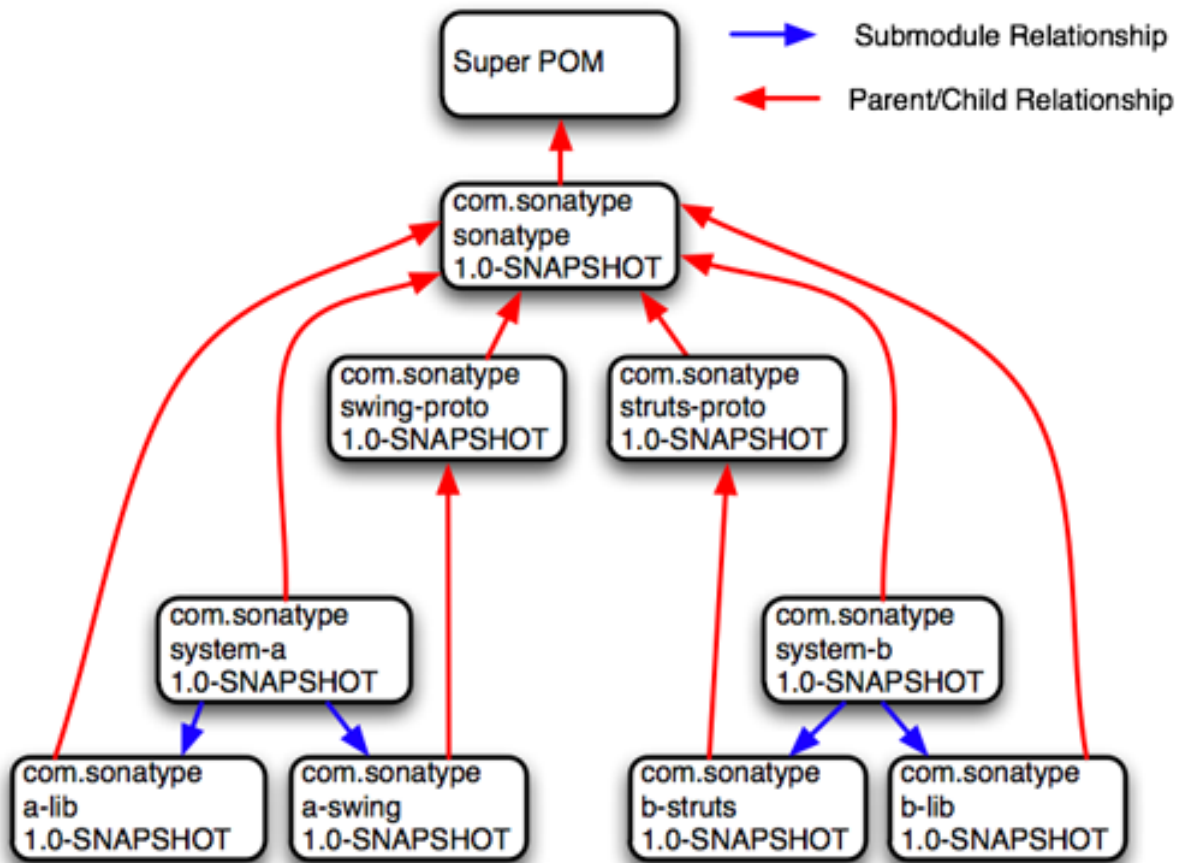 Super POM
Submodule Relationship
Parent/Child Relationship
com.sonatype
sonatype
1.0-SNAPSHOT
com.sonatype
swing-proto
1.0-SNAPSHOT
com.sonatype
struts-proto
1.0-SNAPSHOT
com.sonatype
system-a
1.0-SNAPSHOT
com.sonatype
system-b
1.0-SNAPSHOT
com.sonatype
a-lib
1.0-SNAPSHOT
com.sonatype
a-swing
1.0-SNAPSHOT
com.sonatype
b-struts
1.0-SNAPSHOT
com.sonatype
b-lib
1.0-SNAPSHOT